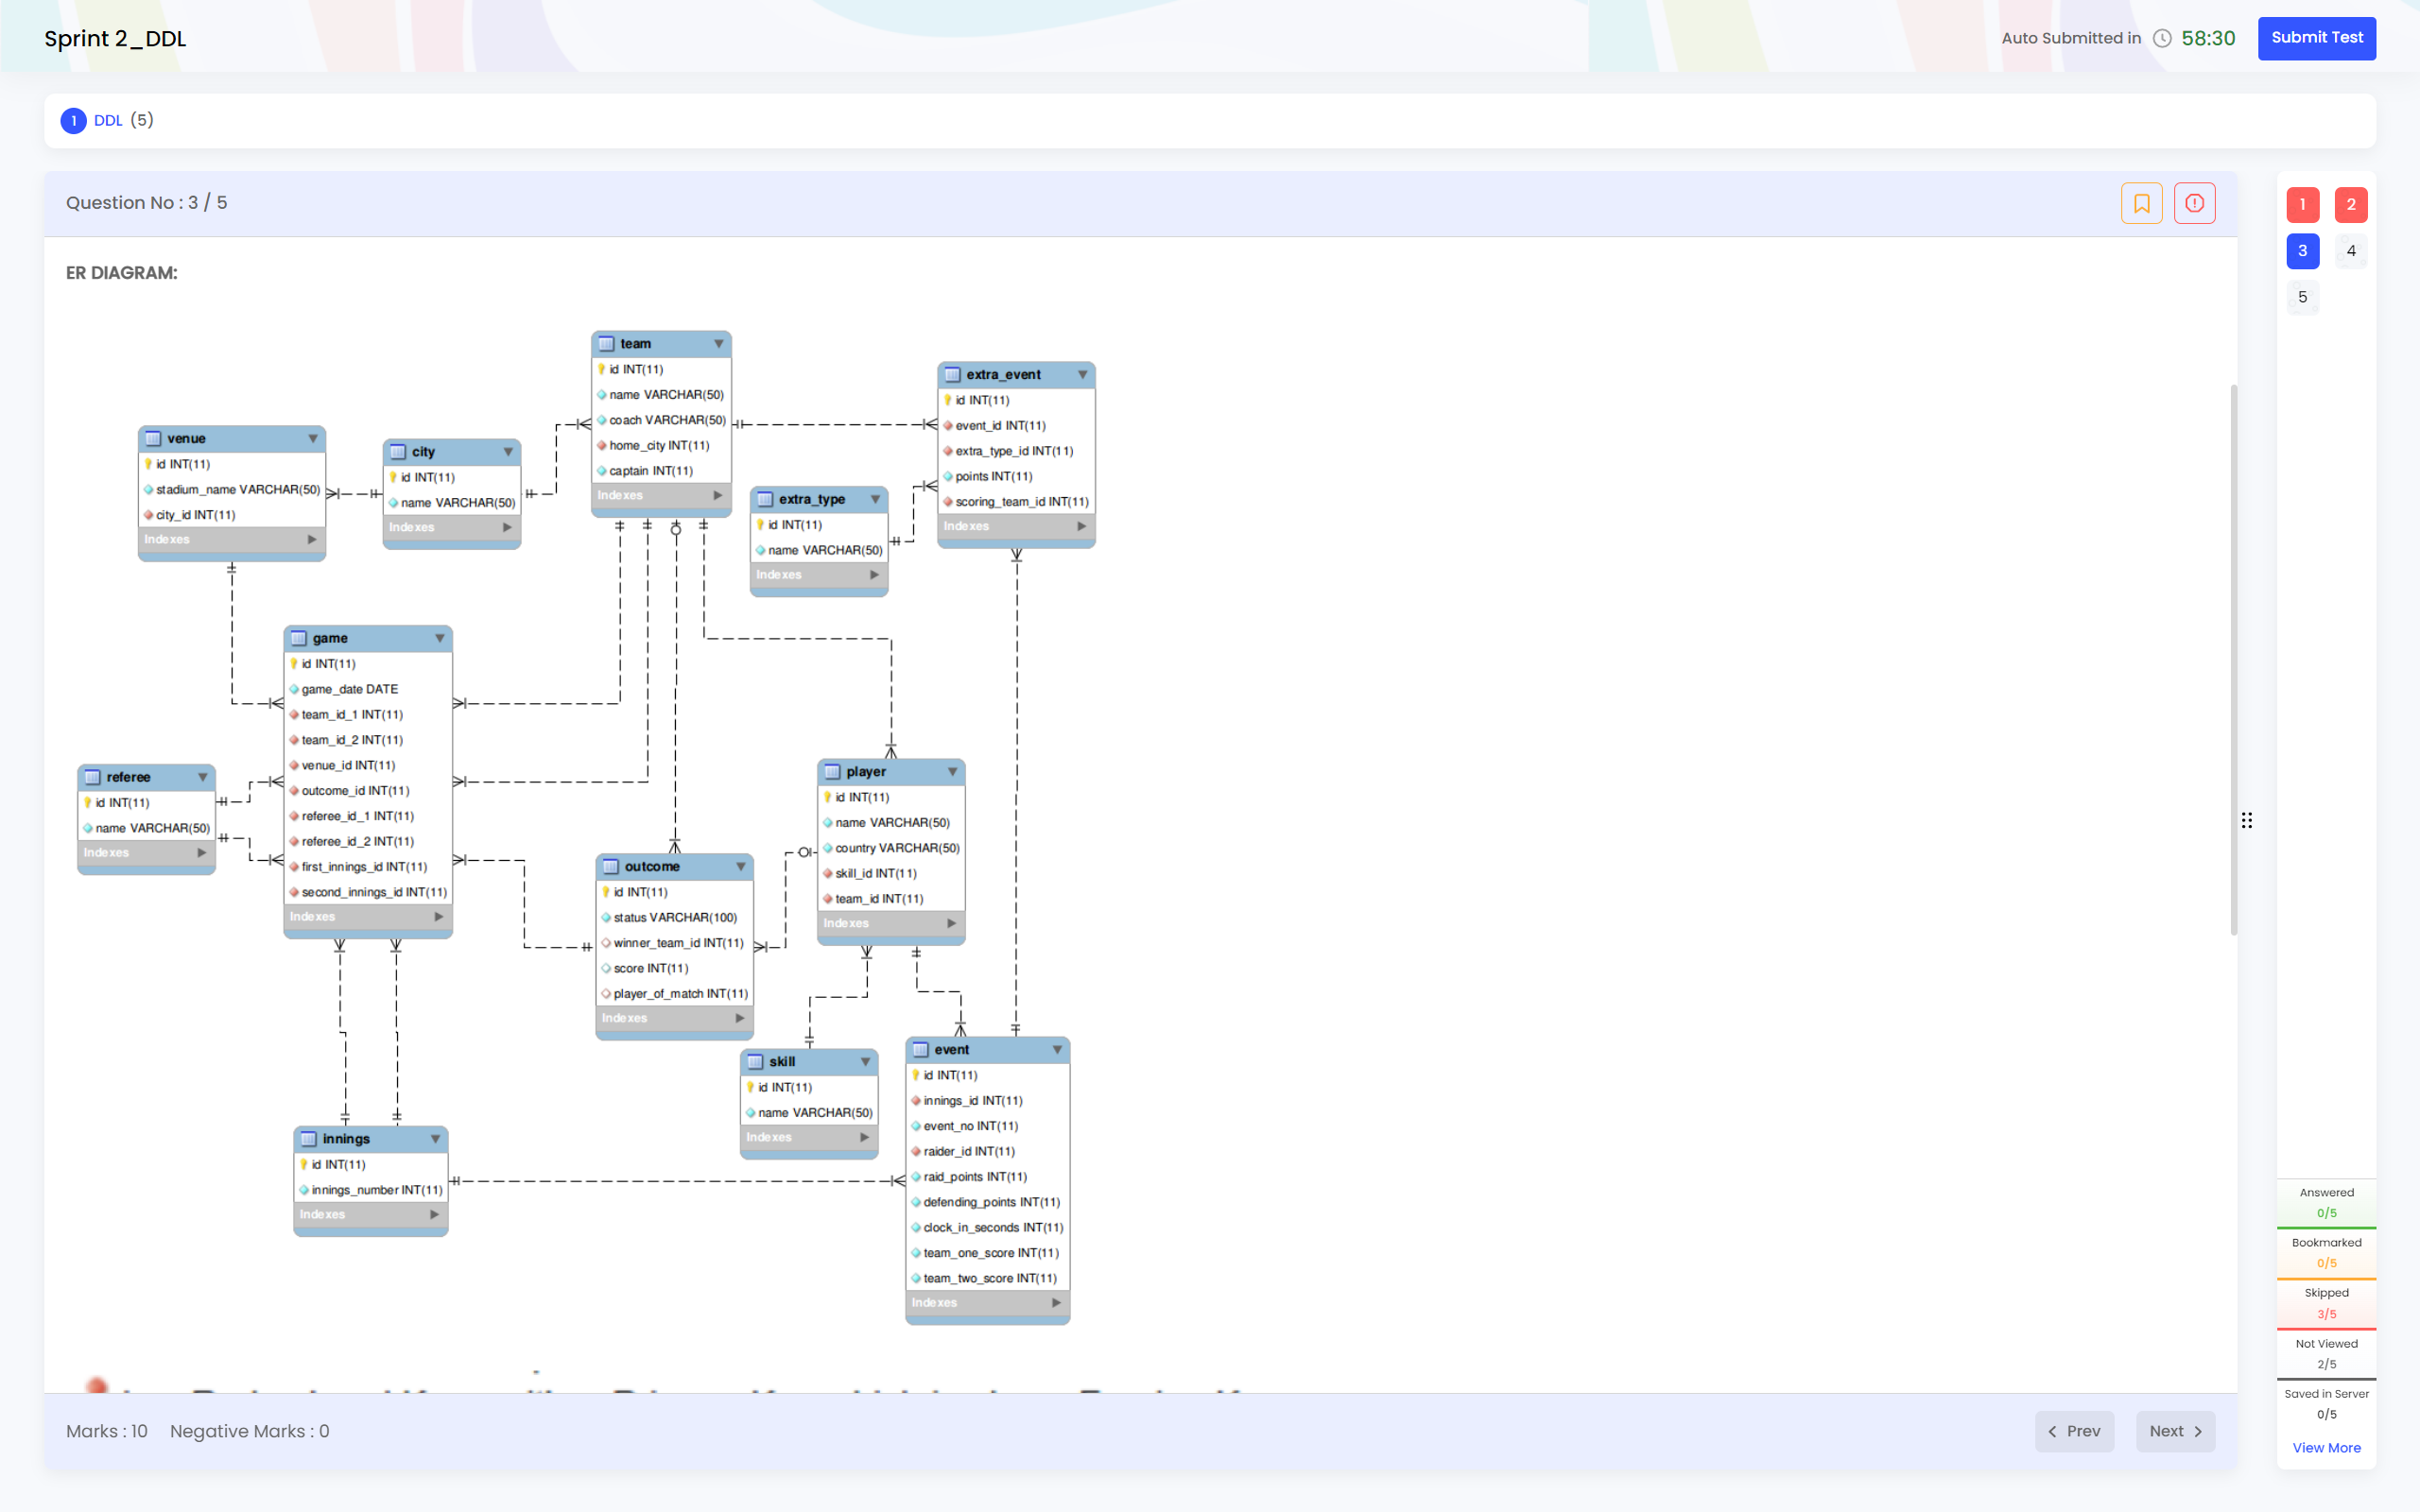 Sprint 2_DDL
Auto Submitted in 58:30
Submit Test
1 DDL (5)
Question No : 3 / 5
ER DIAGRAM:
team
id INT(11)
name VARCHAR(50)
coach VARCHAR(50)
home_city INT(11)
captain INT(11)
Indexes
extra_event
id INT(11)
event_id INT(11)
extra_type_id INT(11)
points INT(11)
scoring_team_id INT(11)
Indexes
venue
id INT(11)
stadium_name VARCHAR(50)
city_id INT(11)
Indexes
city
id INT(11)
name VARCHAR(50)
Indexes
extra_type
id INT(11)
name VARCHAR(50)
Indexes
game
id INT(11)
game_date DATE
team_id_1 INT(11)
team_id_2 INT(11)
venue_id INT(11)
outcome_id INT(11)
referee_id_1 INT(11)
referee_id_2 INT(11)
first_innings_id INT(11)
second_innings_id INT(11)
Indexes
referee
id INT(11)
name VARCHAR(50)
Indexes
player
id INT(11)
name VARCHAR(50)
country VARCHAR(50)
skill_id INT(11)
team_id INT(11)
Indexes
outcome
id INT(11)
status VARCHAR(100)
winner_team_id INT(11)
score INT(11)
player_of_match INT(11)
Indexes
skill
id INT(11)
name VARCHAR(50)
Indexes
event
id INT(11)
innings_id INT(11)
event_no INT(11)
raider_id INT(11)
raid_points INT(11)
defending_points INT(11)
clock_in_seconds INT(11)
team_one_score INT(11)
team_two_score INT(11)
Indexes
innings
id INT(11)
innings_number INT(11)
Indexes
Marks : 10 Negative Marks : 0
Prev
Next
1 2
3 4
5
Answered
0/5
Bookmarked
0/5
Skipped
3/5
Not Viewed
2/5
Saved in Server
0/5
View More